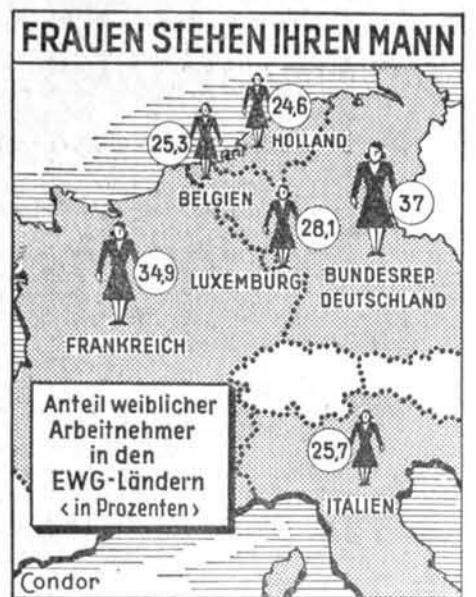 FRAUEN STEHEN IHREN MANN
24,6
HOLLAND
25,3
BELGIEN
37
BUNDESREP.
DEUTSCHLAND
28,1
LUXEMBURG
34,9
FRANKREICH
Anteil weiblicher
Arbeitnehmer
in den
EWG-Ländern
<in Prozenten>
25,7
ITALIEN
Condor